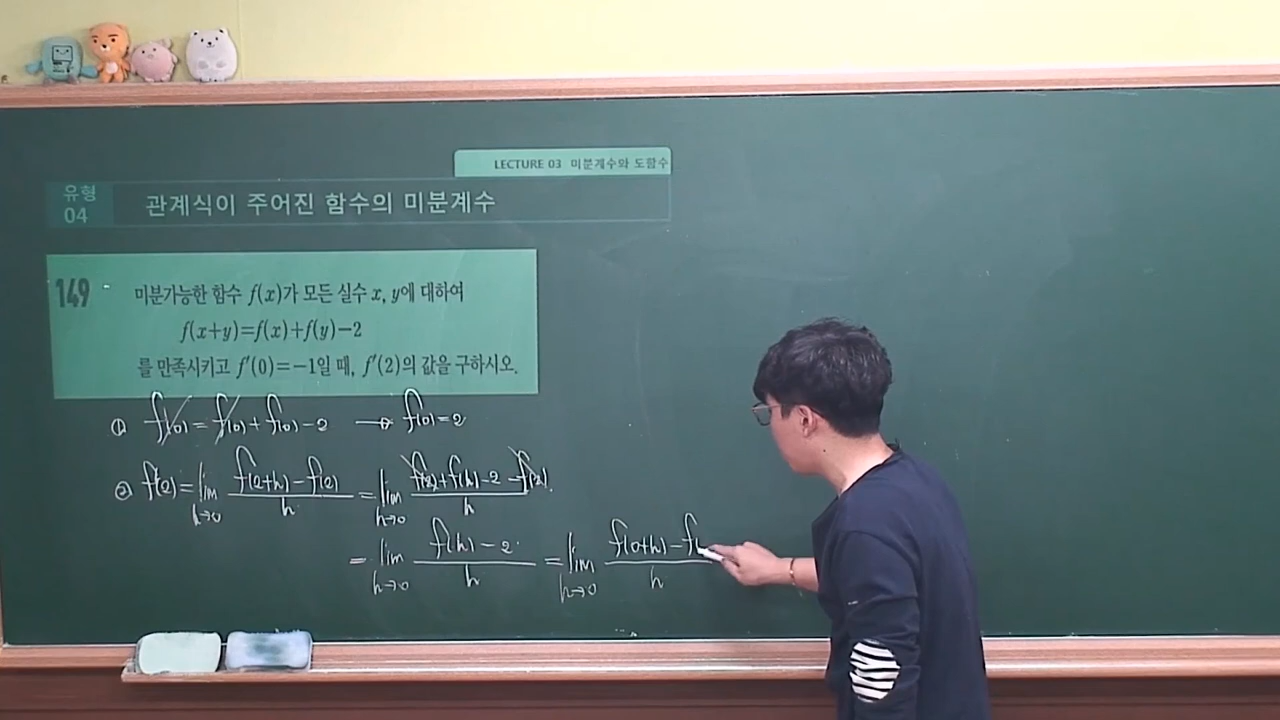 LECTURE 03 미분계수와 도함수
유형 04 관계식이 주어진 함수의 미분계수
149 미분가능한 함수 f(x)가 모든 실수 x, y에 대하여
f(x+y)=f(x)+f(y)-2
를 만족시키고 f'(0)=-1일 때, f'(2)의 값을 구하시오.
① f(0) = f(0) + f(0) - 2 → f(0) = 2
② f'(2) = lim h→0 f(2+h) - f(2) / h = lim h→0 f(2) + f(h) - 2 - f(2) / h
= lim h→0 f(h) - 2 / h = lim h→0 f(0+h) - f( / h